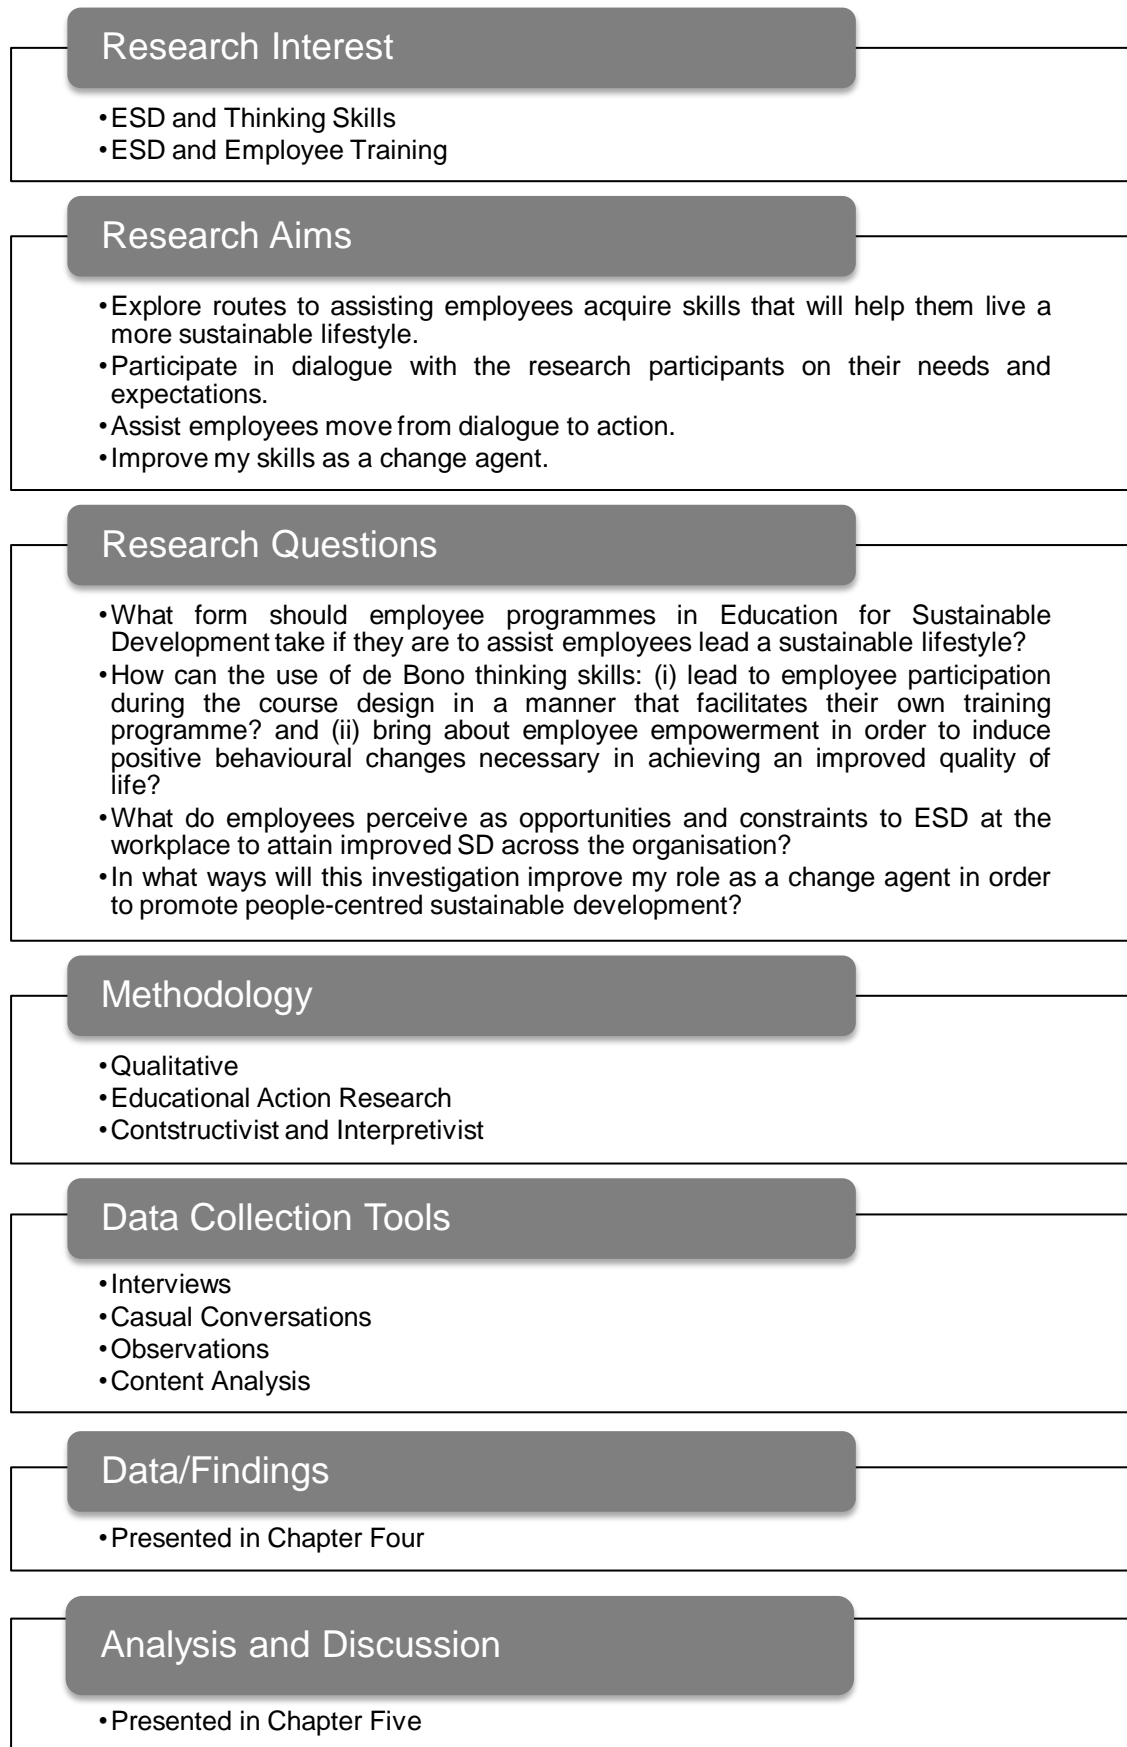 Research Interest
•ESD and Thinking Skills
•ESD and Employee Training
Research Aims
•Explore routes to assisting employees acquire skills that will help them live a
more sustainable lifestyle.
•Participate in dialogue with the research participants on their needs and
expectations.
•Assist employees move from dialogue to action.
•Improve my skills as a change agent.
Research Questions
•What form should employee programmes in Education for Sustainable
Development take if they are to assist employees lead a sustainable lifestyle?
•How can the use of de Bono thinking skills: (i) lead to employee participation
during the course design in a manner that facilitates their own training
programme? and (ii) bring about employee empowerment in order to induce
positive behavioural changes necessary in achieving an improved quality of
life?
•What do employees perceive as opportunities and constraints to ESD at the
workplace to attain improved SD across the organisation?
•In what ways will this investigation improve my role as a change agent in order
to promote people-centred sustainable development?
Methodology
•Qualitative
•Educational Action Research
•Contstructivist and Interpretivist
Data Collection Tools
•Interviews
•Casual Conversations
•Observations
•Content Analysis
Data/Findings
•Presented in Chapter Four
Analysis and Discussion
•Presented in Chapter Five